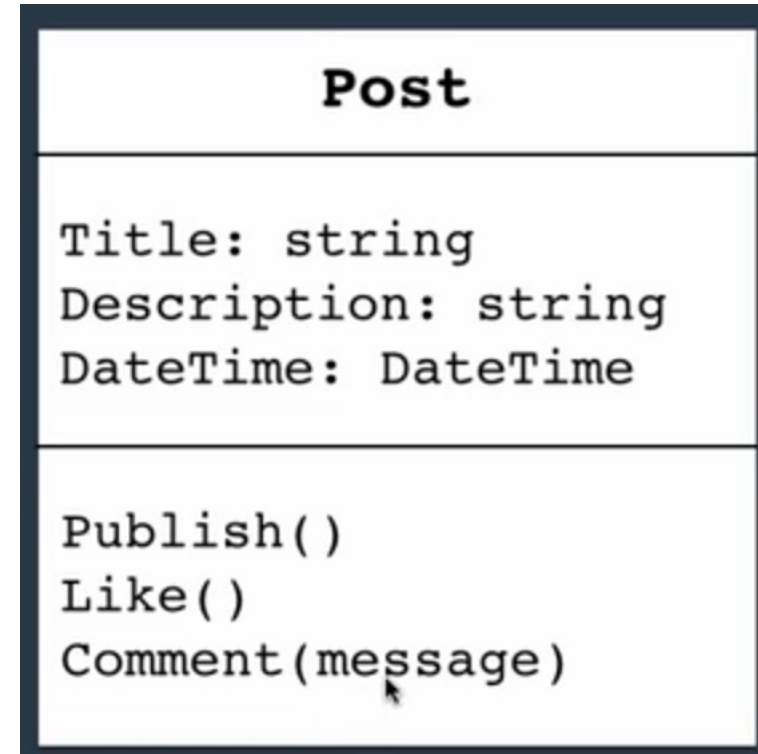 Post
Title: string
Description: string
DateTime: DateTime
Publish()
Like()
Comment(message)